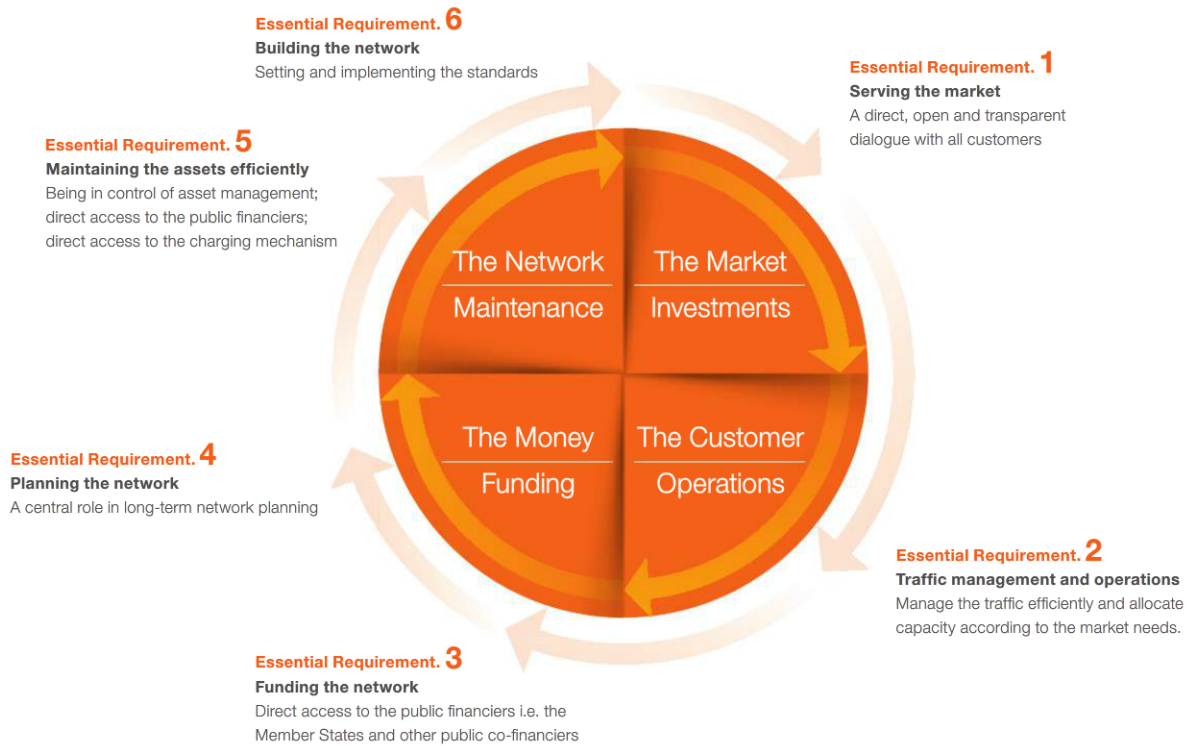 Essential Requirement. 6
Building the network
Setting and implementing the standards
Essential Requirement. 1
Serving the market
A direct, open and transparent
dialogue with all customers
Essential Requirement. 5
Maintaining the assets efficiently
Being in control of asset management;
direct access to the public financiers;
direct access to the charging mechanism
The Network
Maintenance
The Market
Investments
The Money
Funding
The Customer
Operations
Essential Requirement. 4
Planning the network
A central role in long-term network planning
Essential Requirement. 2
Traffic management and operations
Manage the traffic efficiently and allocate
capacity according to the market needs.
Essential Requirement. 3
Funding the network
Direct access to the public financiers i.e. the
Member States and other public co-financiers